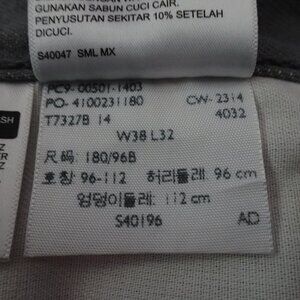 GUNAKAN SABUN CUCI CAIR.
PENYUSUTAN SEKITAR 10% SETELAH
DICUCI.
S40047 SML MX
PC9-00501-1403
PO-4100231180 CW-2314
T7327B 14 4032
W38 L32
尺码: 180/96B
호칭: 96-112 허리둘레: 96 cm
엉덩이둘레: 112 cm
S40196 AD